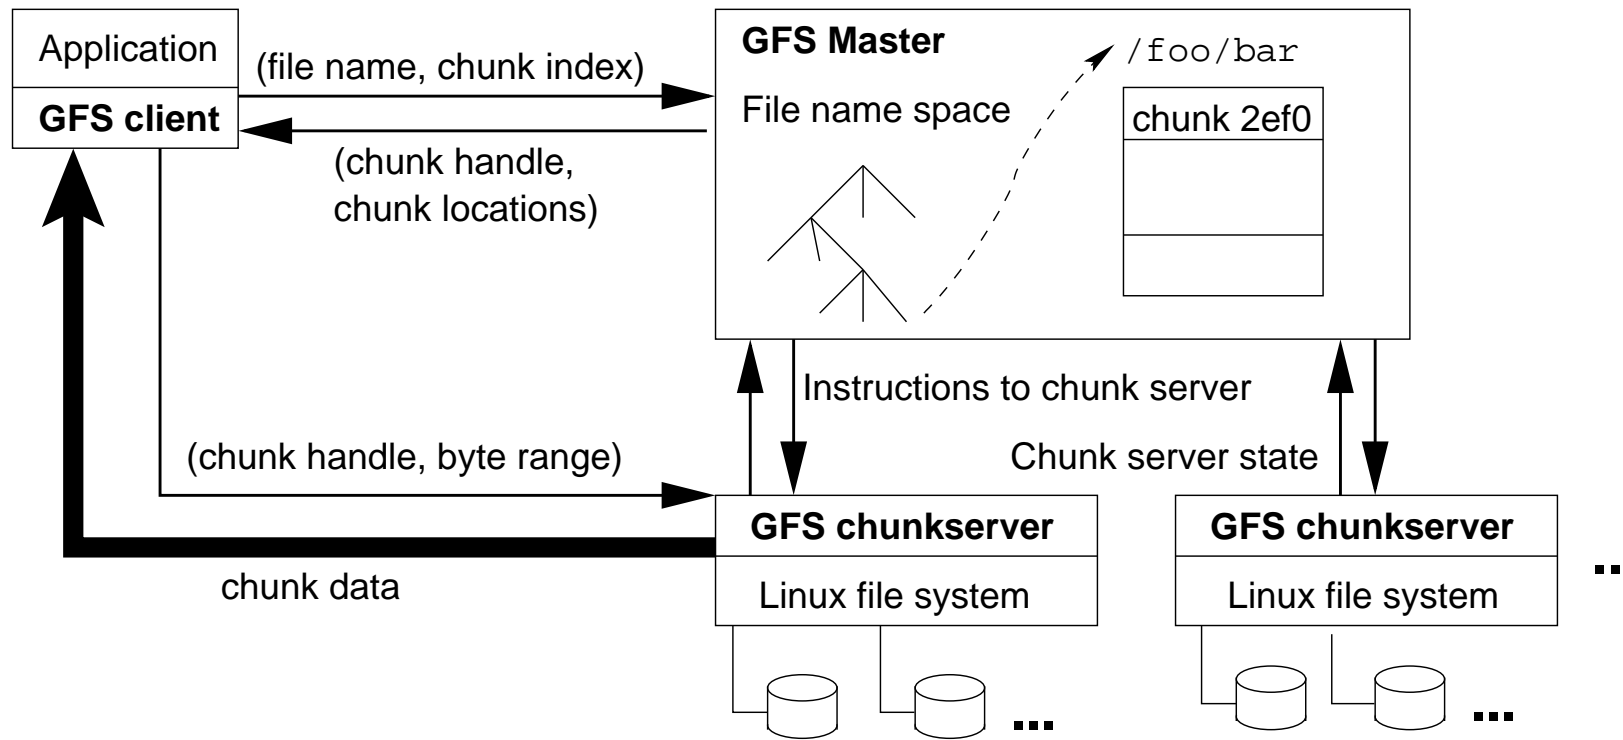 Application
GFS client
(file name, chunk index)
(chunk handle,
chunk locations)
GFS Master
File name space
/foo/bar
chunk 2ef0
Instructions to chunk server
Chunk server state
(chunk handle, byte range)
chunk data
GFS chunkserver
Linux file system
...
GFS chunkserver
Linux file system
...
..